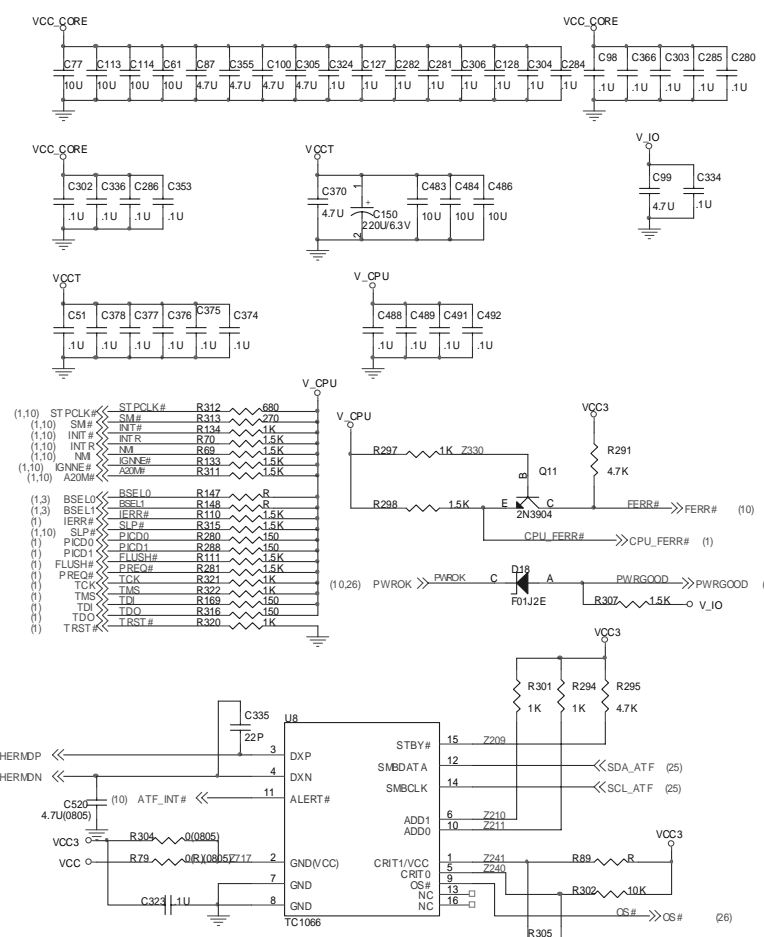 VCC_CORE VCC_CORE
C77 C113 C114 C61 C87 C355 C100 C305 C324 C127 C282 C281 C306 C128 C304 C284 C98 C366 C303 C285 C280
10U 10U 10U 10U 4.7U 4.7U 4.7U 4.7U .1U .1U .1U .1U .1U .1U .1U .1U .1U .1U .1U .1U .1U
VCC_CORE VCCT V_IO
C302 C336 C286 C353
.1U .1U .1U .1U
C370 1 + C483 C484 C486
4.7U C150 10U 10U 10U
220U/6.3V
2
C99 C334
4.7U .1U
VCCT V_CPU
C51 C378 C377 C376 C375 C374
.1U .1U .1U .1U .1U .1U
C488 C489 C491 C492
.1U .1U .1U .1U
V_CPU
(1,10) STPCLK# STPCLK# R312 680
(1,10) SMI# SMI# R313 270
(1,10) INIT# INIT# R134 1K
(1,10) INTR INTR R70 1.5K
(1,10) NMI NMI R69 1.5K
(1,10) IGNNE# IGNNE# R133 1.5K
(1,10) A20M# A20M# R311 1.5K
(1,3) BSEL0 BSEL0 R147 R
(1,3) BSEL1 BSEL1 R148 R
(1) IERR# IERR# R110 1.5K
(1,10) SLP# SLP# R315 1.5K
(1) PICD0 PICD0 R280 150
(1) PICD1 PICD1 R288 150
(1) FLUSH# FLUSH# R111 1.5K
(1) PREQ# PREQ# R281 1.5K
(1) TCK TCK R321 1K
(1) TMS TMS R322 1K
(1) TDI TDI R169 150
(1) TDO TDO R316 150
(1) TRST# TRST# R320 1K
V_CPU VCC3
R297 1K Z330
R291
4.7K
B Q11
R298 1.5K E C FERR# FERR# (10)
2N3904
CPU_FERR# CPU_FERR# (1)
D18
(10,26) PWROK PWROK C A PWRGOOD PWRGOOD (
F01J2E R307 1.5K V_IO
VCC3
R301 R294 R295
1K 1K 4.7K
C335
22P
U8
HERMDP 3 DXP
HERMDN 4 DXN
(10) ATF_INT# 11 ALERT#
C520
4.7U(0805)
VCC3 R304 0(0805)
VCC R79 0(R)(0805) Z717 2 GND(VCC)
7 GND
C323 .1U 8 GND
STBY# 15 Z209
SMBDATA 12 SDA_ATF (25)
SMBCLK 14 SCL_ATF (25)
ADD1 6 Z210
ADD0 10 Z211
VCC3
CRIT1/VCC 1 Z241 R89 R
CRIT0 5 Z240
OS# 9 R302 10K
NC 13
NC 16
OS# OS# (26)
TC1066
R305